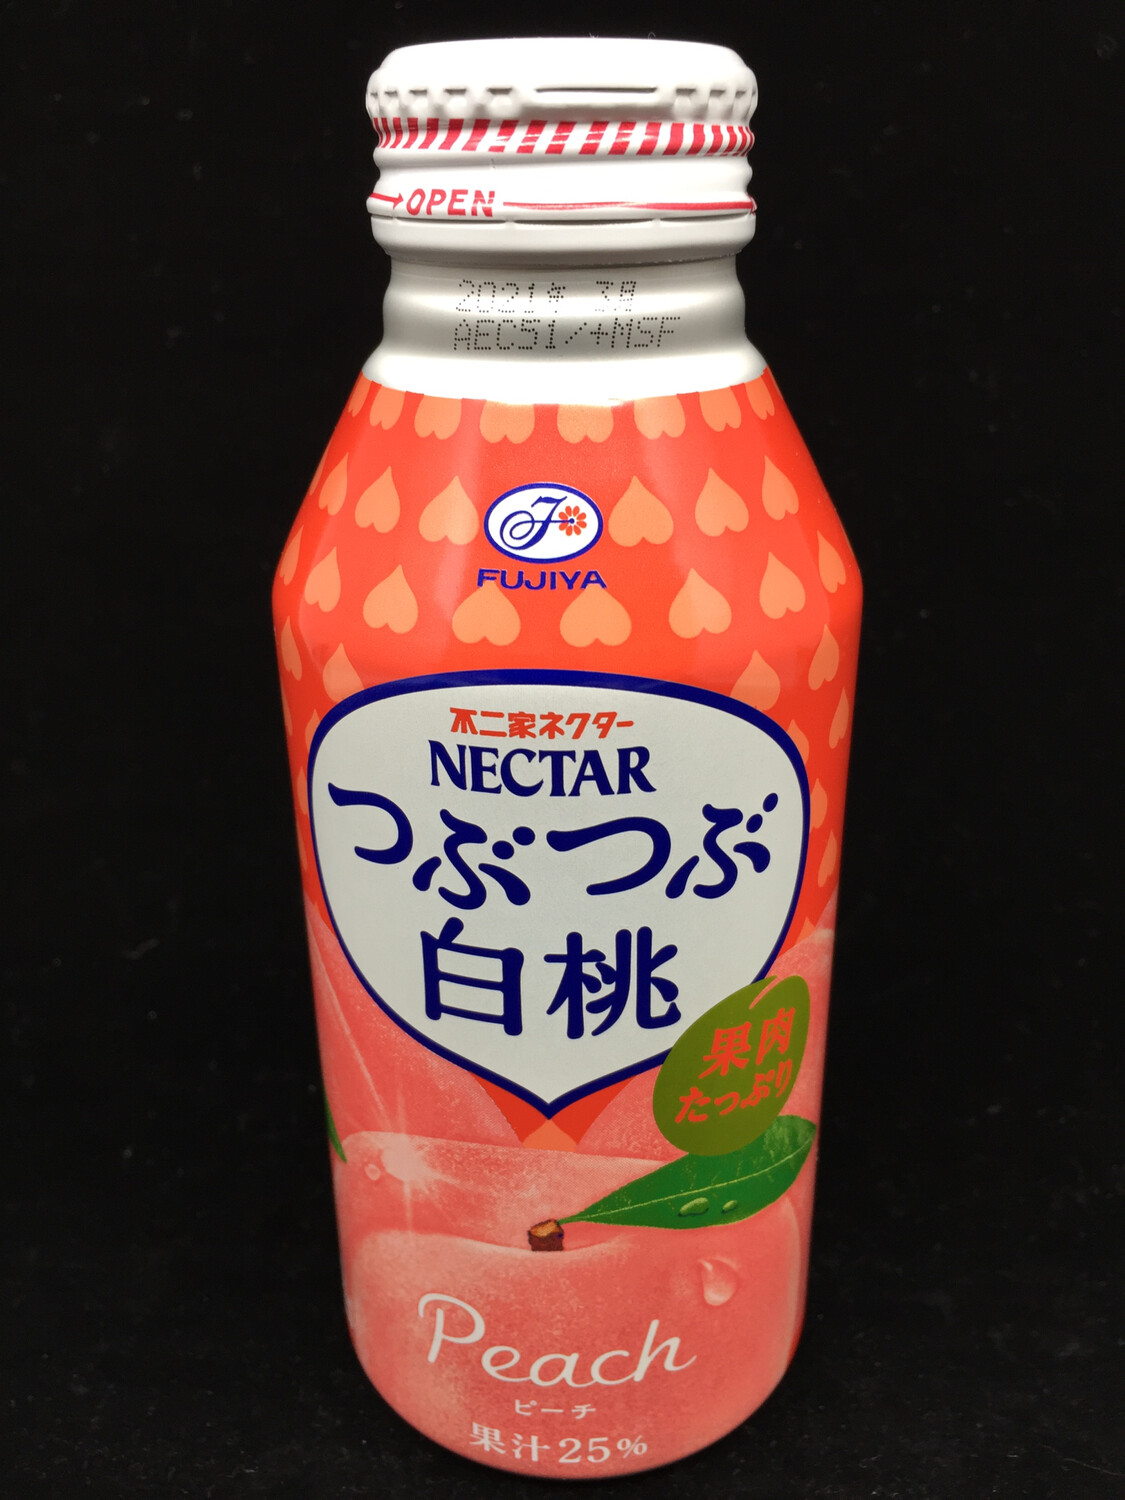 OPEN
2021年 3月
AEC51/4MSF
FUJIYA
不二家ネクター
NECTAR
つぶつぶ
白桃
果肉
たっぷり
Peach
ピーチ
果汁25%